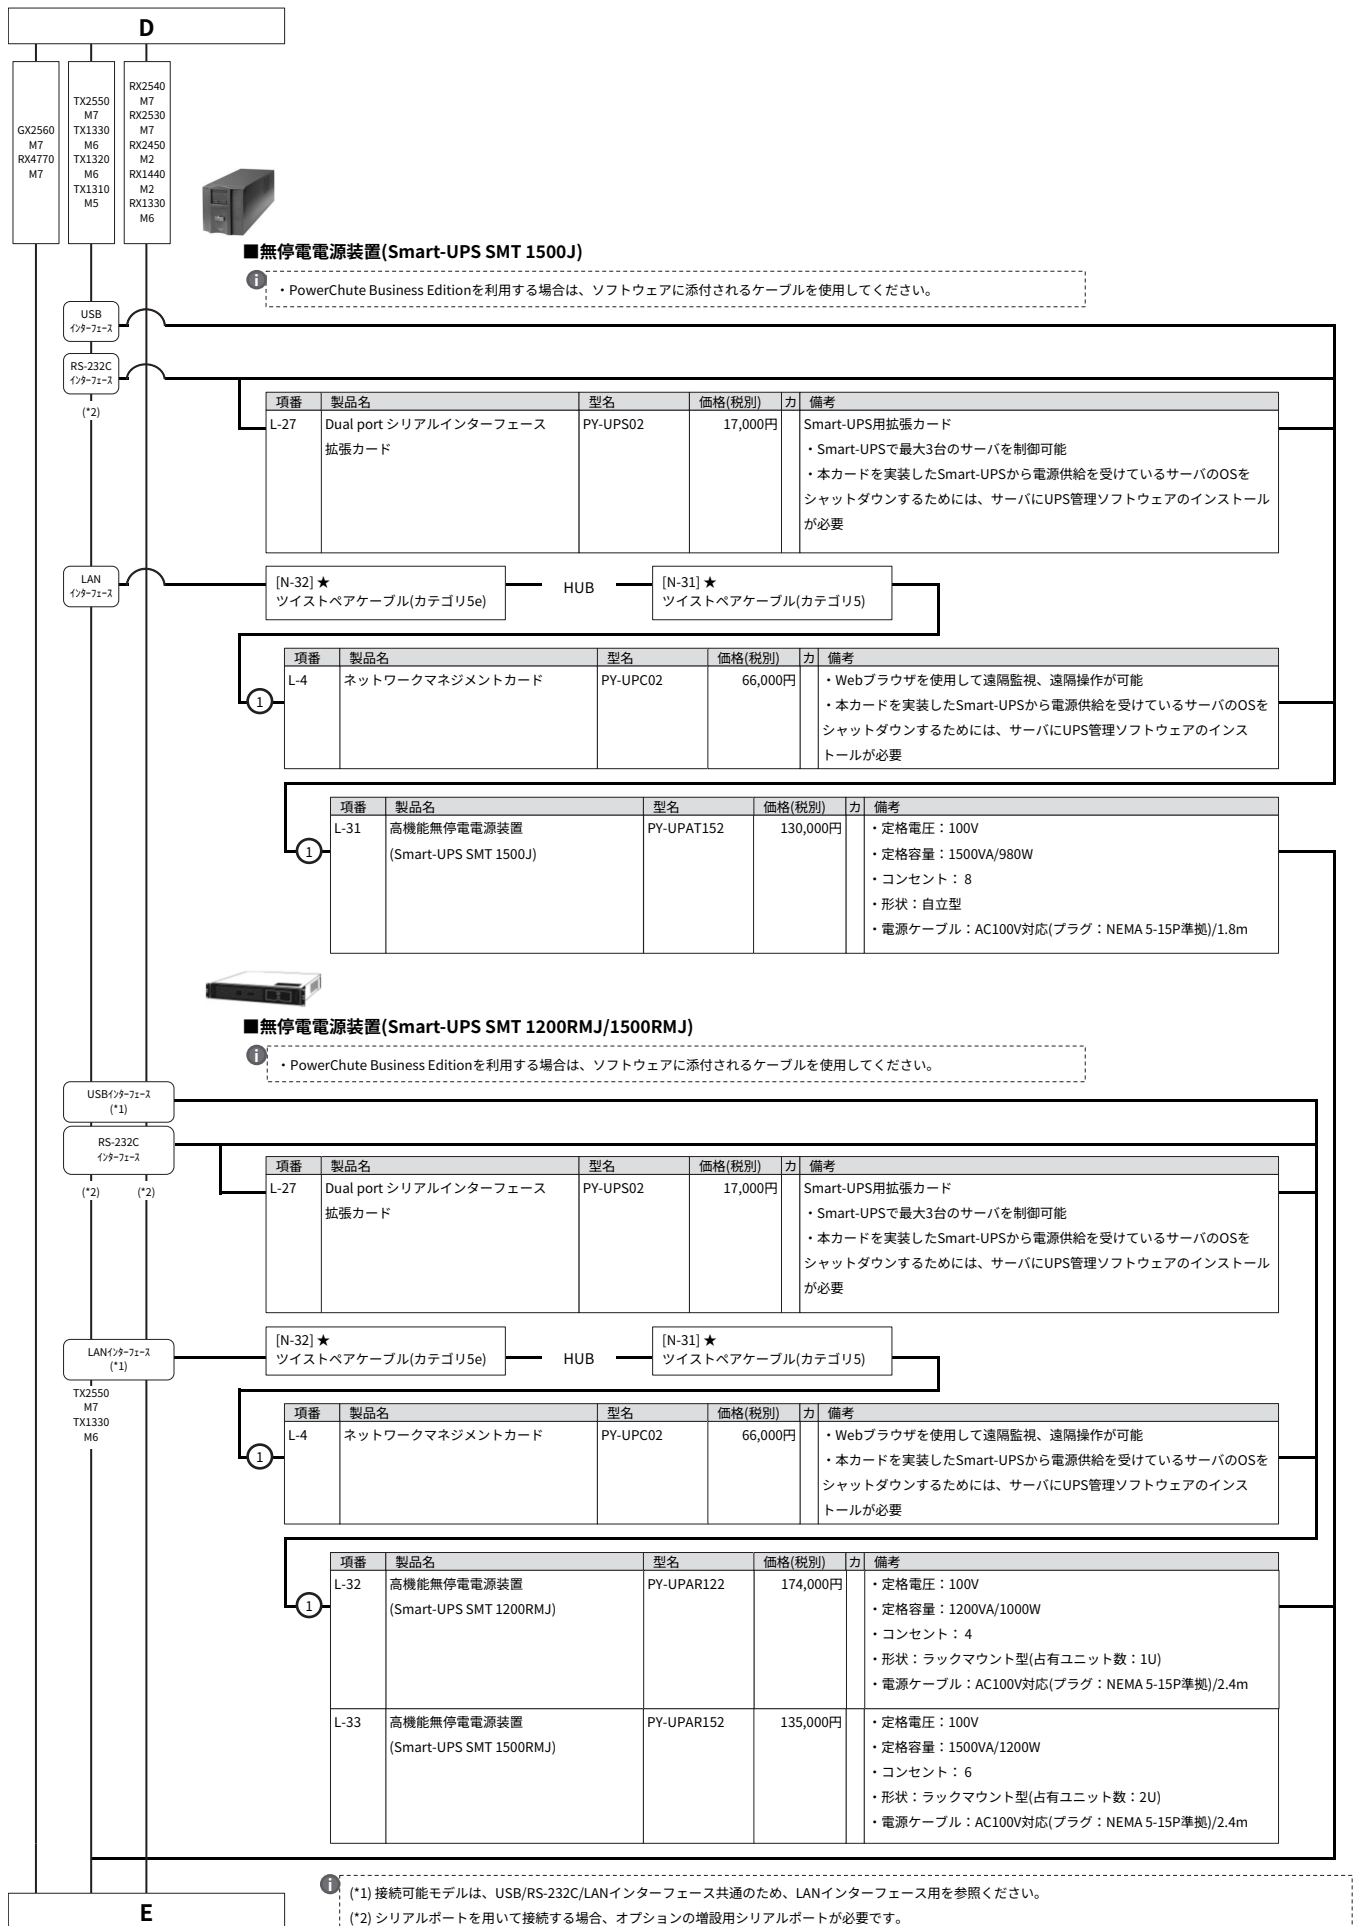 D
GX2560
M7
RX4770
M7
TX2550
M7
TX1330
M6
TX1320
M6
TX1310
M5
RX2540
M7
RX2530
M7
RX2450
M2
RX1440
M2
RX1330
M6
■無停電電源装置(Smart-UPS SMT 1500J)
・PowerChute Business Editionを利用する場合は、ソフトウェアに添付されるケーブルを使用してください。
USB
インターフェース
RS-232C
インターフェース
(*2)
項番 製品名 型名 価格(税別) カ 備考
L-27 Dual port シリアルインターフェース PY-UPS02 17,000円 Smart-UPS用拡張カード
拡張カード ・Smart-UPSで最大3台のサーバを制御可能
・本カードを実装したSmart-UPSから電源供給を受けているサーバのOSを
シャットダウンするためには、サーバにUPS管理ソフトウェアのインストール
が必要
LAN
インターフェース
[N-32] ★
ツイストペアケーブル(カテゴリ5e)
HUB
[N-31] ★
ツイストペアケーブル(カテゴリ5)
項番 製品名 型名 価格(税別) カ 備考
1
L-4 ネットワークマネジメントカード PY-UPC02 66,000円 ・Webブラウザを使用して遠隔監視、遠隔操作が可能
・本カードを実装したSmart-UPSから電源供給を受けているサーバのOSを
シャットダウンするためには、サーバにUPS管理ソフトウェアのインス
トールが必要
項番 製品名 型名 価格(税別) カ 備考
1
L-31 高機能無停電電源装置 PY-UPAT152 130,000円 ・定格電圧：100V
(Smart-UPS SMT 1500J) ・定格容量：1500VA/980W
・コンセント： 8
・形状：自立型
・電源ケーブル：AC100V対応(プラグ：NEMA 5-15P準拠)/1.8m
■無停電電源装置(Smart-UPS SMT 1200RMJ/1500RMJ)
・PowerChute Business Editionを利用する場合は、ソフトウェアに添付されるケーブルを使用してください。
USBインターフェース
(*1)
RS-232C
インターフェース
(*2) (*2)
項番 製品名 型名 価格(税別) カ 備考
L-27 Dual port シリアルインターフェース PY-UPS02 17,000円 Smart-UPS用拡張カード
拡張カード ・Smart-UPSで最大3台のサーバを制御可能
・本カードを実装したSmart-UPSから電源供給を受けているサーバのOSを
シャットダウンするためには、サーバにUPS管理ソフトウェアのインストール
が必要
LANインターフェース
(*1)
TX2550
M7
TX1330
M6
[N-32] ★
ツイストペアケーブル(カテゴリ5e)
HUB
[N-31] ★
ツイストペアケーブル(カテゴリ5)
項番 製品名 型名 価格(税別) カ 備考
1
L-4 ネットワークマネジメントカード PY-UPC02 66,000円 ・Webブラウザを使用して遠隔監視、遠隔操作が可能
・本カードを実装したSmart-UPSから電源供給を受けているサーバのOSを
シャットダウンするためには、サーバにUPS管理ソフトウェアのインス
トールが必要
項番 製品名 型名 価格(税別) カ 備考
1
L-32 高機能無停電電源装置 PY-UPAR122 174,000円 ・定格電圧：100V
(Smart-UPS SMT 1200RMJ) ・定格容量：1200VA/1000W
・コンセント： 4
・形状：ラックマウント型(占有ユニット数：1U)
・電源ケーブル：AC100V対応(プラグ：NEMA 5-15P準拠)/2.4m
L-33 高機能無停電電源装置 PY-UPAR152 135,000円 ・定格電圧：100V
(Smart-UPS SMT 1500RMJ) ・定格容量：1500VA/1200W
・コンセント： 6
・形状：ラックマウント型(占有ユニット数：2U)
・電源ケーブル：AC100V対応(プラグ：NEMA 5-15P準拠)/2.4m
E
(*1) 接続可能モデルは、USB/RS-232C/LANインターフェース共通のため、LANインターフェース用を参照ください。
(*2) シリアルポートを用いて接続する場合、オプションの増設用シリアルポートが必要です。